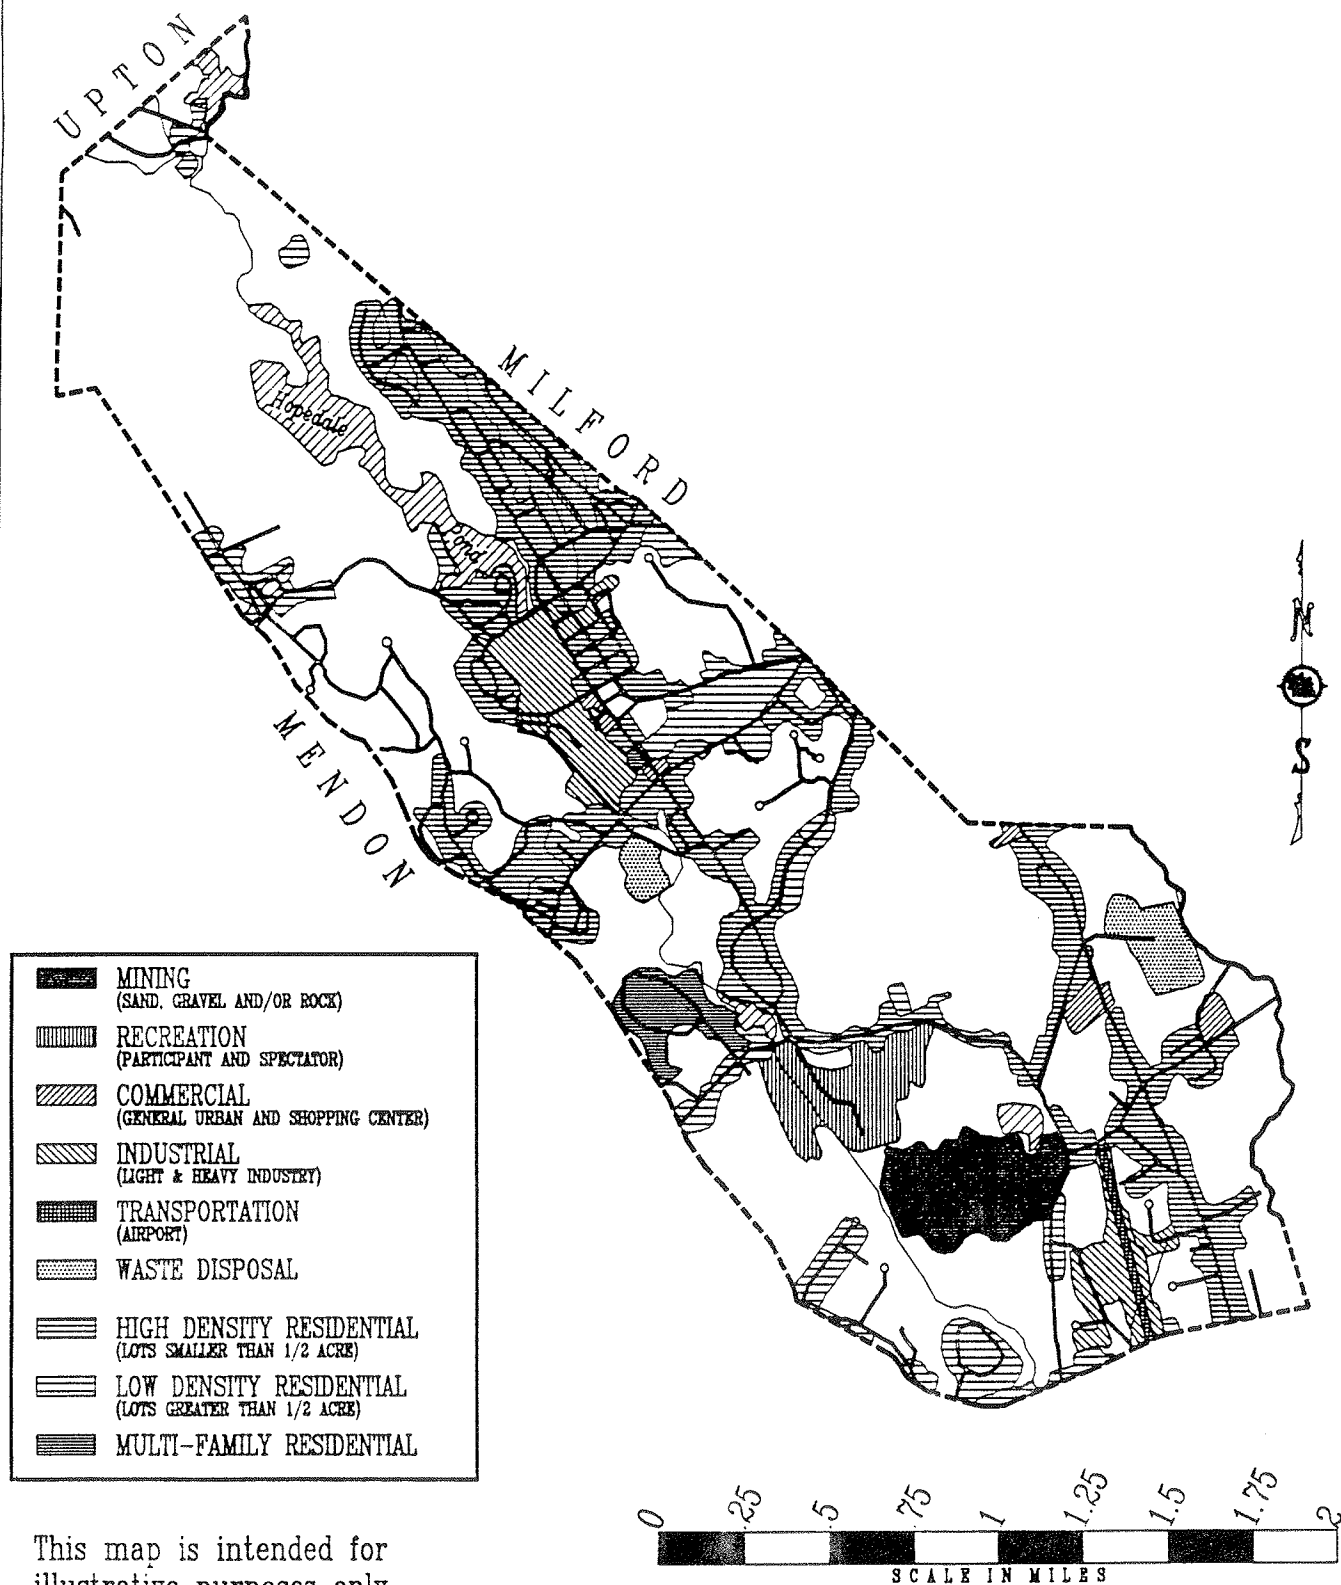 UPTON
MILFORD
Hopedale
Pond
MENDON
N
S
MINING
(SAND, GRAVEL AND/OR ROCK)
RECREATION
(PARTICIPANT AND SPECTATOR)
COMMERCIAL
(GENERAL URBAN AND SHOPPING CENTER)
INDUSTRIAL
(LIGHT & HEAVY INDUSTRY)
TRANSPORTATION
(AIRPORT)
WASTE DISPOSAL
HIGH DENSITY RESIDENTIAL
(LOTS SMALLER THAN 1/2 ACRE)
LOW DENSITY RESIDENTIAL
(LOTS GREATER THAN 1/2 ACRE)
MULTI-FAMILY RESIDENTIAL
0 .25 .5 .75 1 1.25 1.5 1.75 2
SCALE IN MILES
This map is intended for
illustrative purposes only